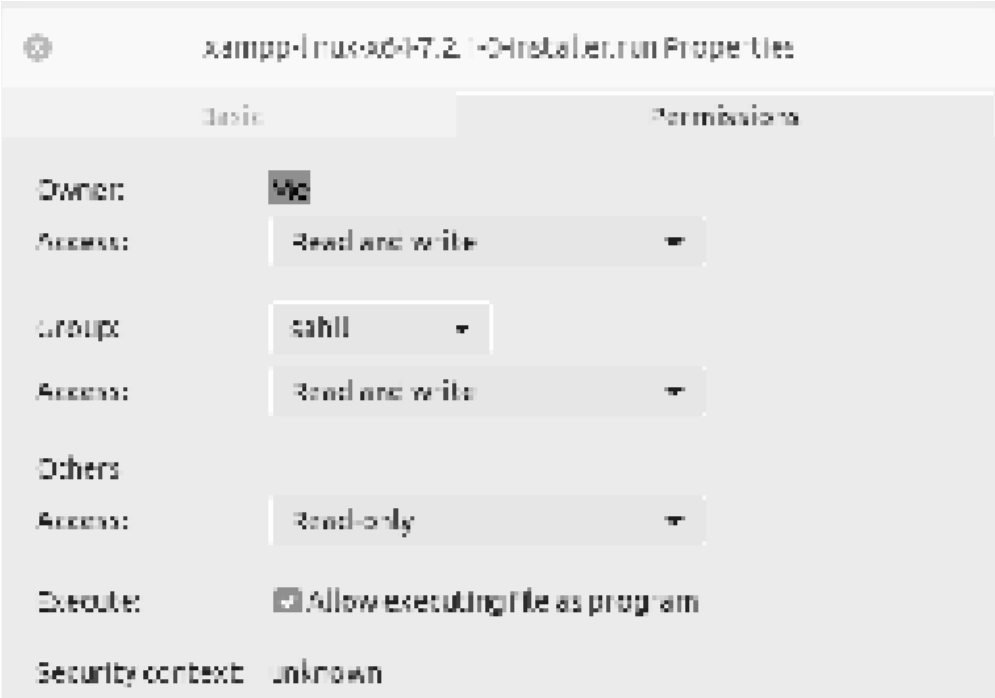 xampp-linux-x64-7.2.1-0-installer.run Properties
Basic Permissions
Owner: Me
Access: Read and write
Group: sahil
Access: Read and write
Others
Access: Read-only
Execute: Allow executing file as program
Security context: unknown